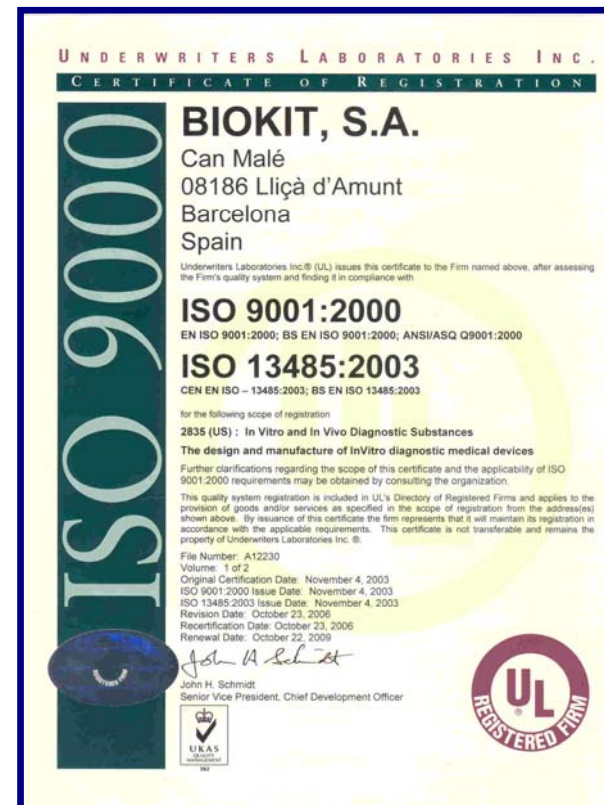 UNDERWRITERS LABORATORIES INC.
CERTIFICATE OF REGISTRATION
ISO 9000
BIOKIT, S.A.
Can Malé
08186 Lliçà d'Amunt
Barcelona
Spain
Underwriters Laboratories Inc.® (UL) issues this certificate to the Firm named above, after assessing
the Firm's quality system and finding it in compliance with
ISO 9001:2000
EN ISO 9001:2000; BS EN ISO 9001:2000; ANSI/ASQ Q9001:2000
ISO 13485:2003
CEN EN ISO – 13485:2003; BS EN ISO 13485:2003
for the following scope of registration
2835 (US) : In Vitro and In Vivo Diagnostic Substances
The design and manufacture of InVitro diagnostic medical devices
Further clarifications regarding the scope of this certificate and the applicability of ISO
9001:2000 requirements may be obtained by consulting the organization.
This quality system registration is included in UL's Directory of Registered Firms and applies to the
provision of goods and/or services as specified in the scope of registration from the address(es)
shown above. By issuance of this certificate the firm represents that it will maintain its registration in
accordance with the applicable requirements. This certificate is not transferable and remains the
property of Underwriters Laboratories Inc. ®.
File Number: A12230
Volume: 1 of 2
Original Certification Date: November 4, 2003
ISO 9001:2000 Issue Date: November 4, 2003
ISO 13485:2003 Issue Date: November 4, 2003
Revision Date: October 23, 2006
Recertification Date: October 23, 2006
Renewal Date: October 22, 2009
John H Schmidt
John H. Schmidt
Senior Vice President, Chief Development Officer
REGISTERED FIRM
UKAS
QUALITY
MANAGEMENT
UL
®
REGISTERED FIRM